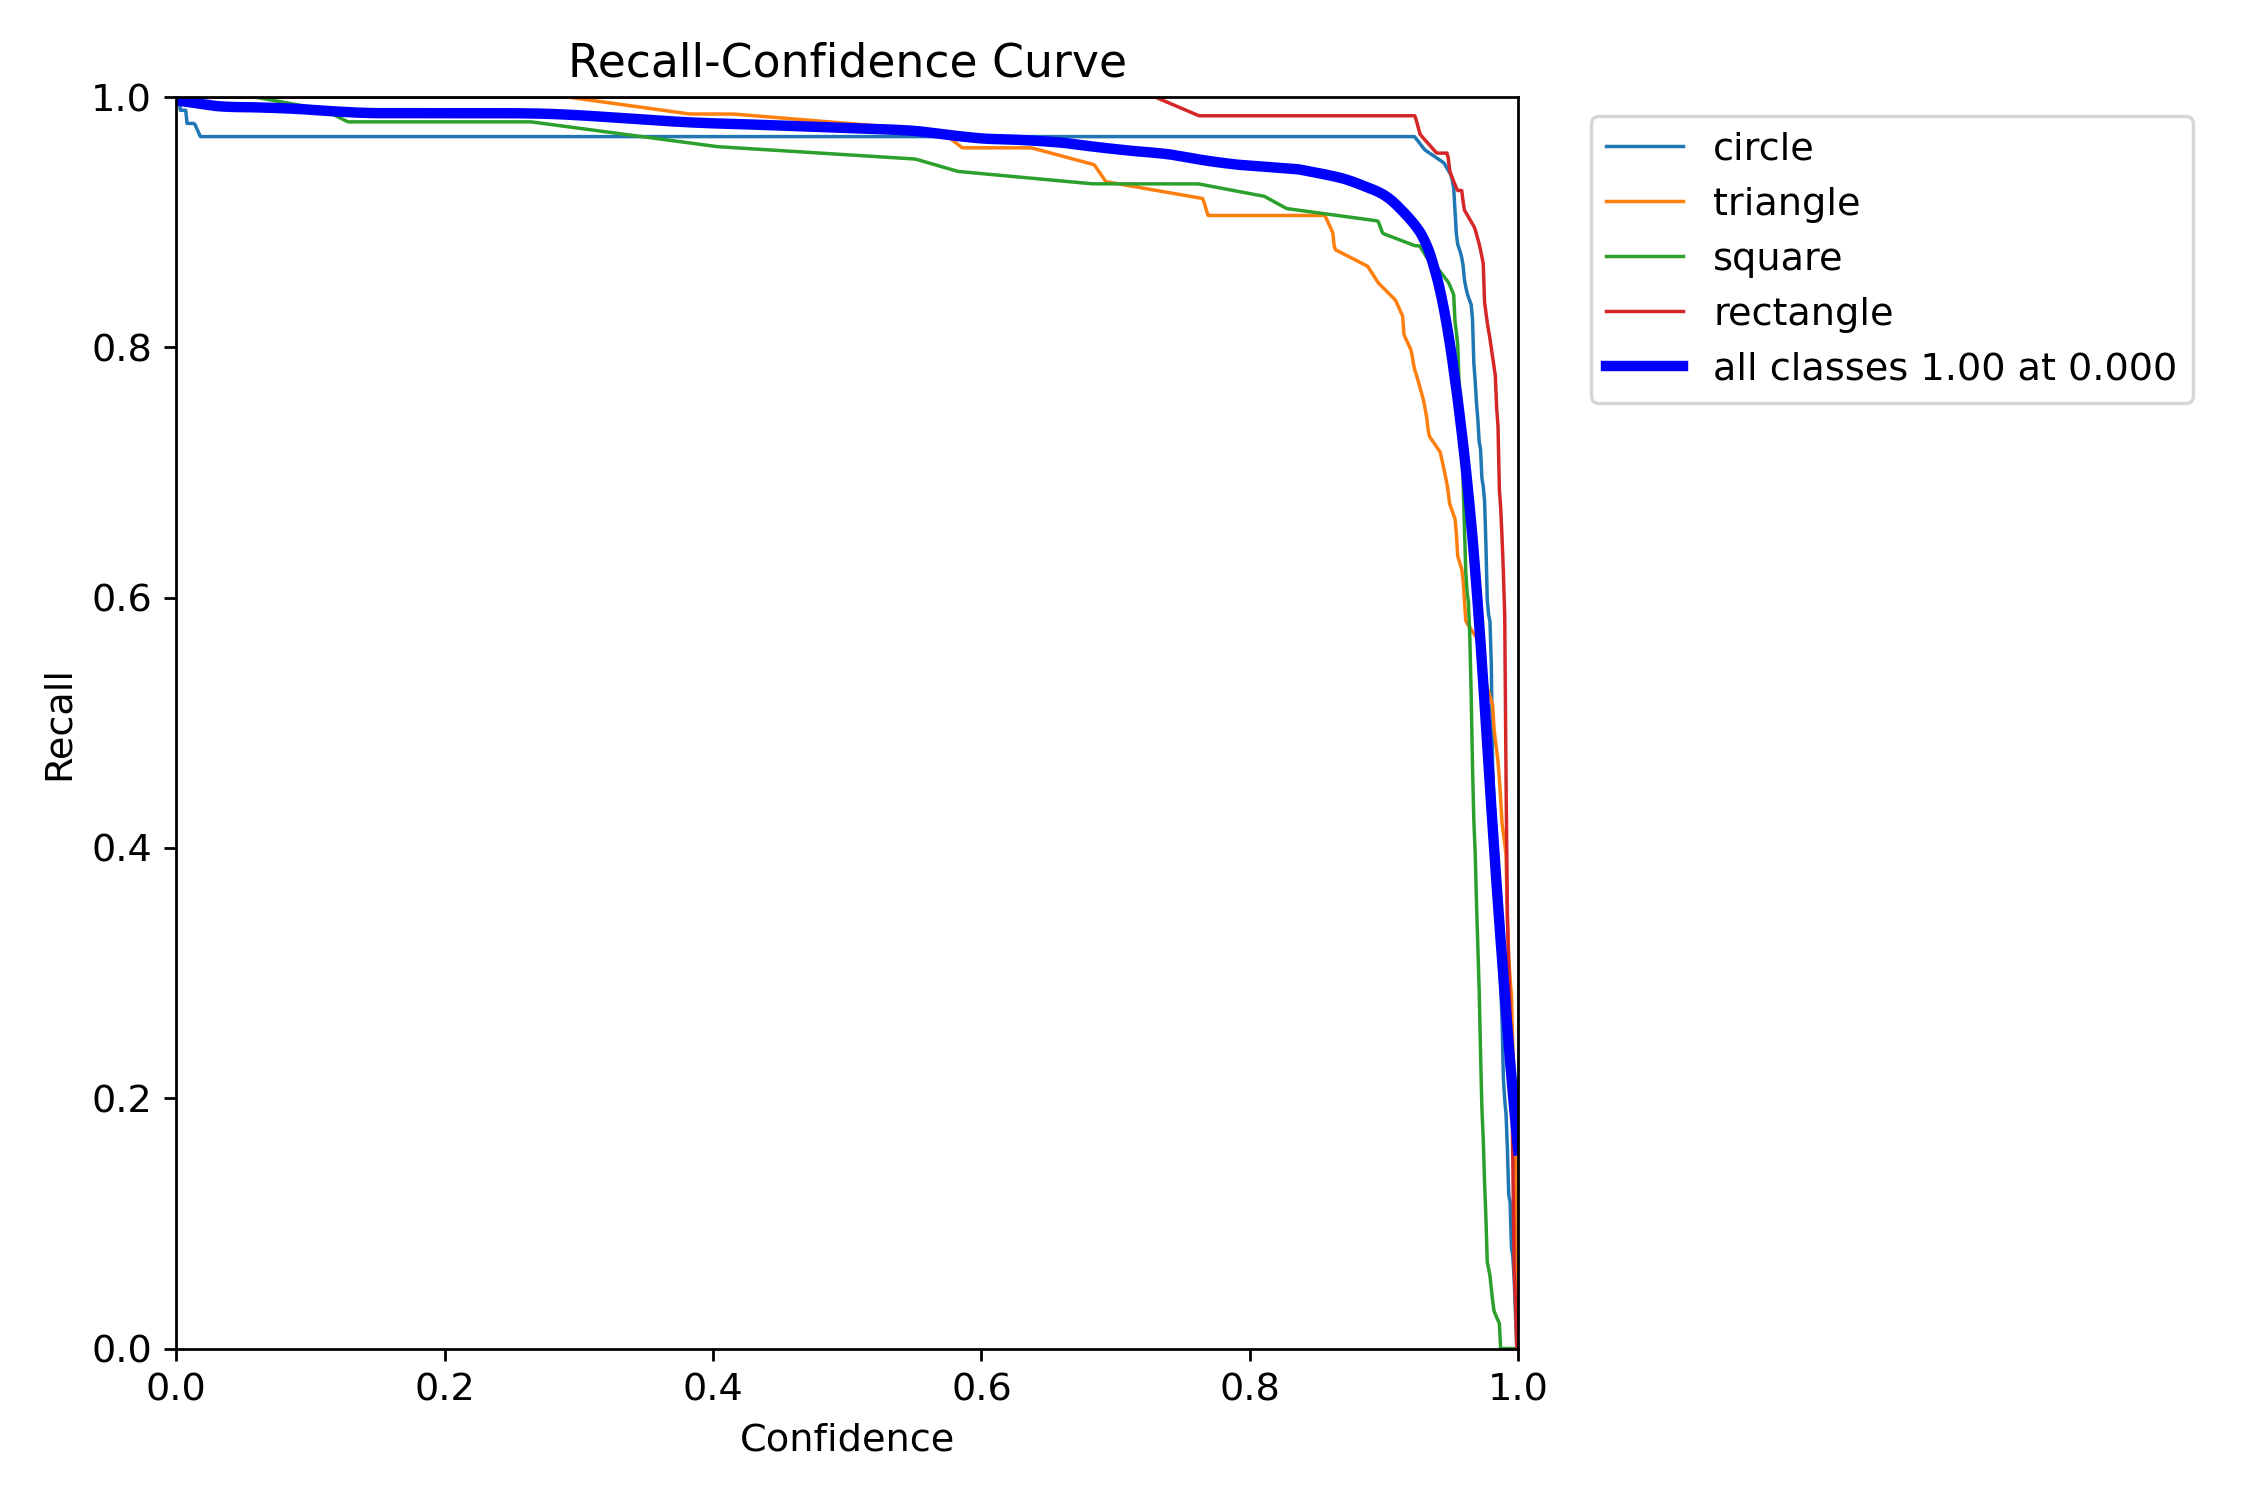 Recall-Confidence Curve
1.0
0.8
0.6
0.4
0.2
0.0
Recall
0.0 0.2 0.4 0.6 0.8 1.0
Confidence
circle
triangle
square
rectangle
all classes 1.00 at 0.000